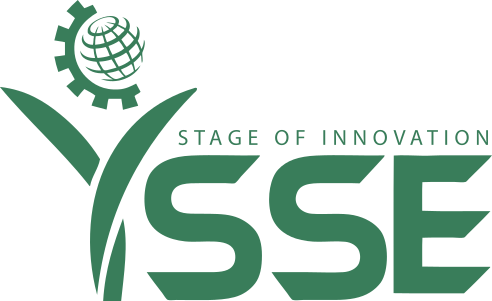 STAGE OF INNOVATION
YSSE